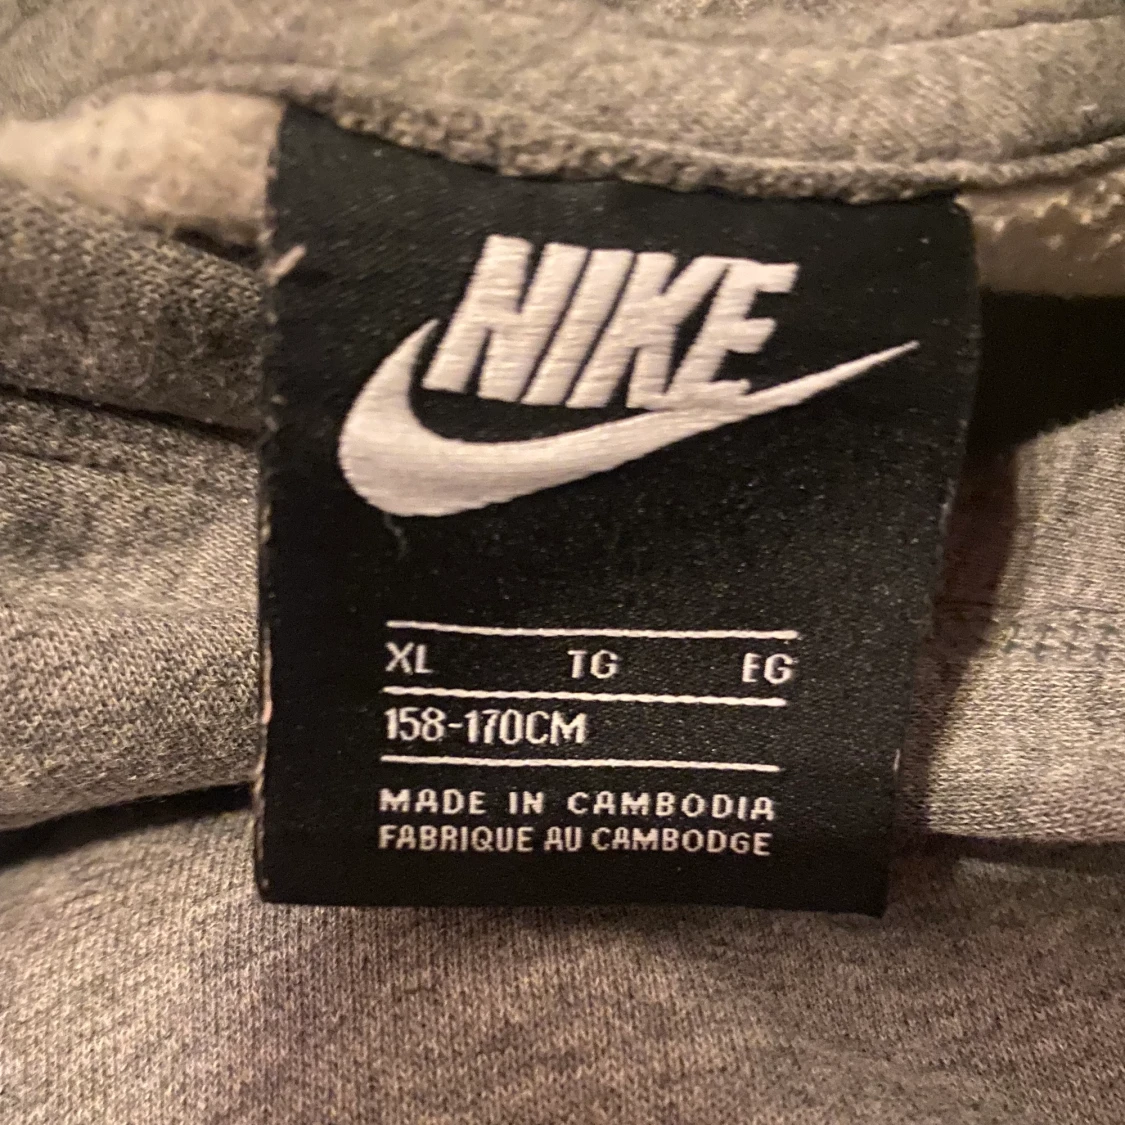 NIKE
XL TG EG
158-170CM
MADE IN CAMBODIA
FABRIQUE AU CAMBODGE